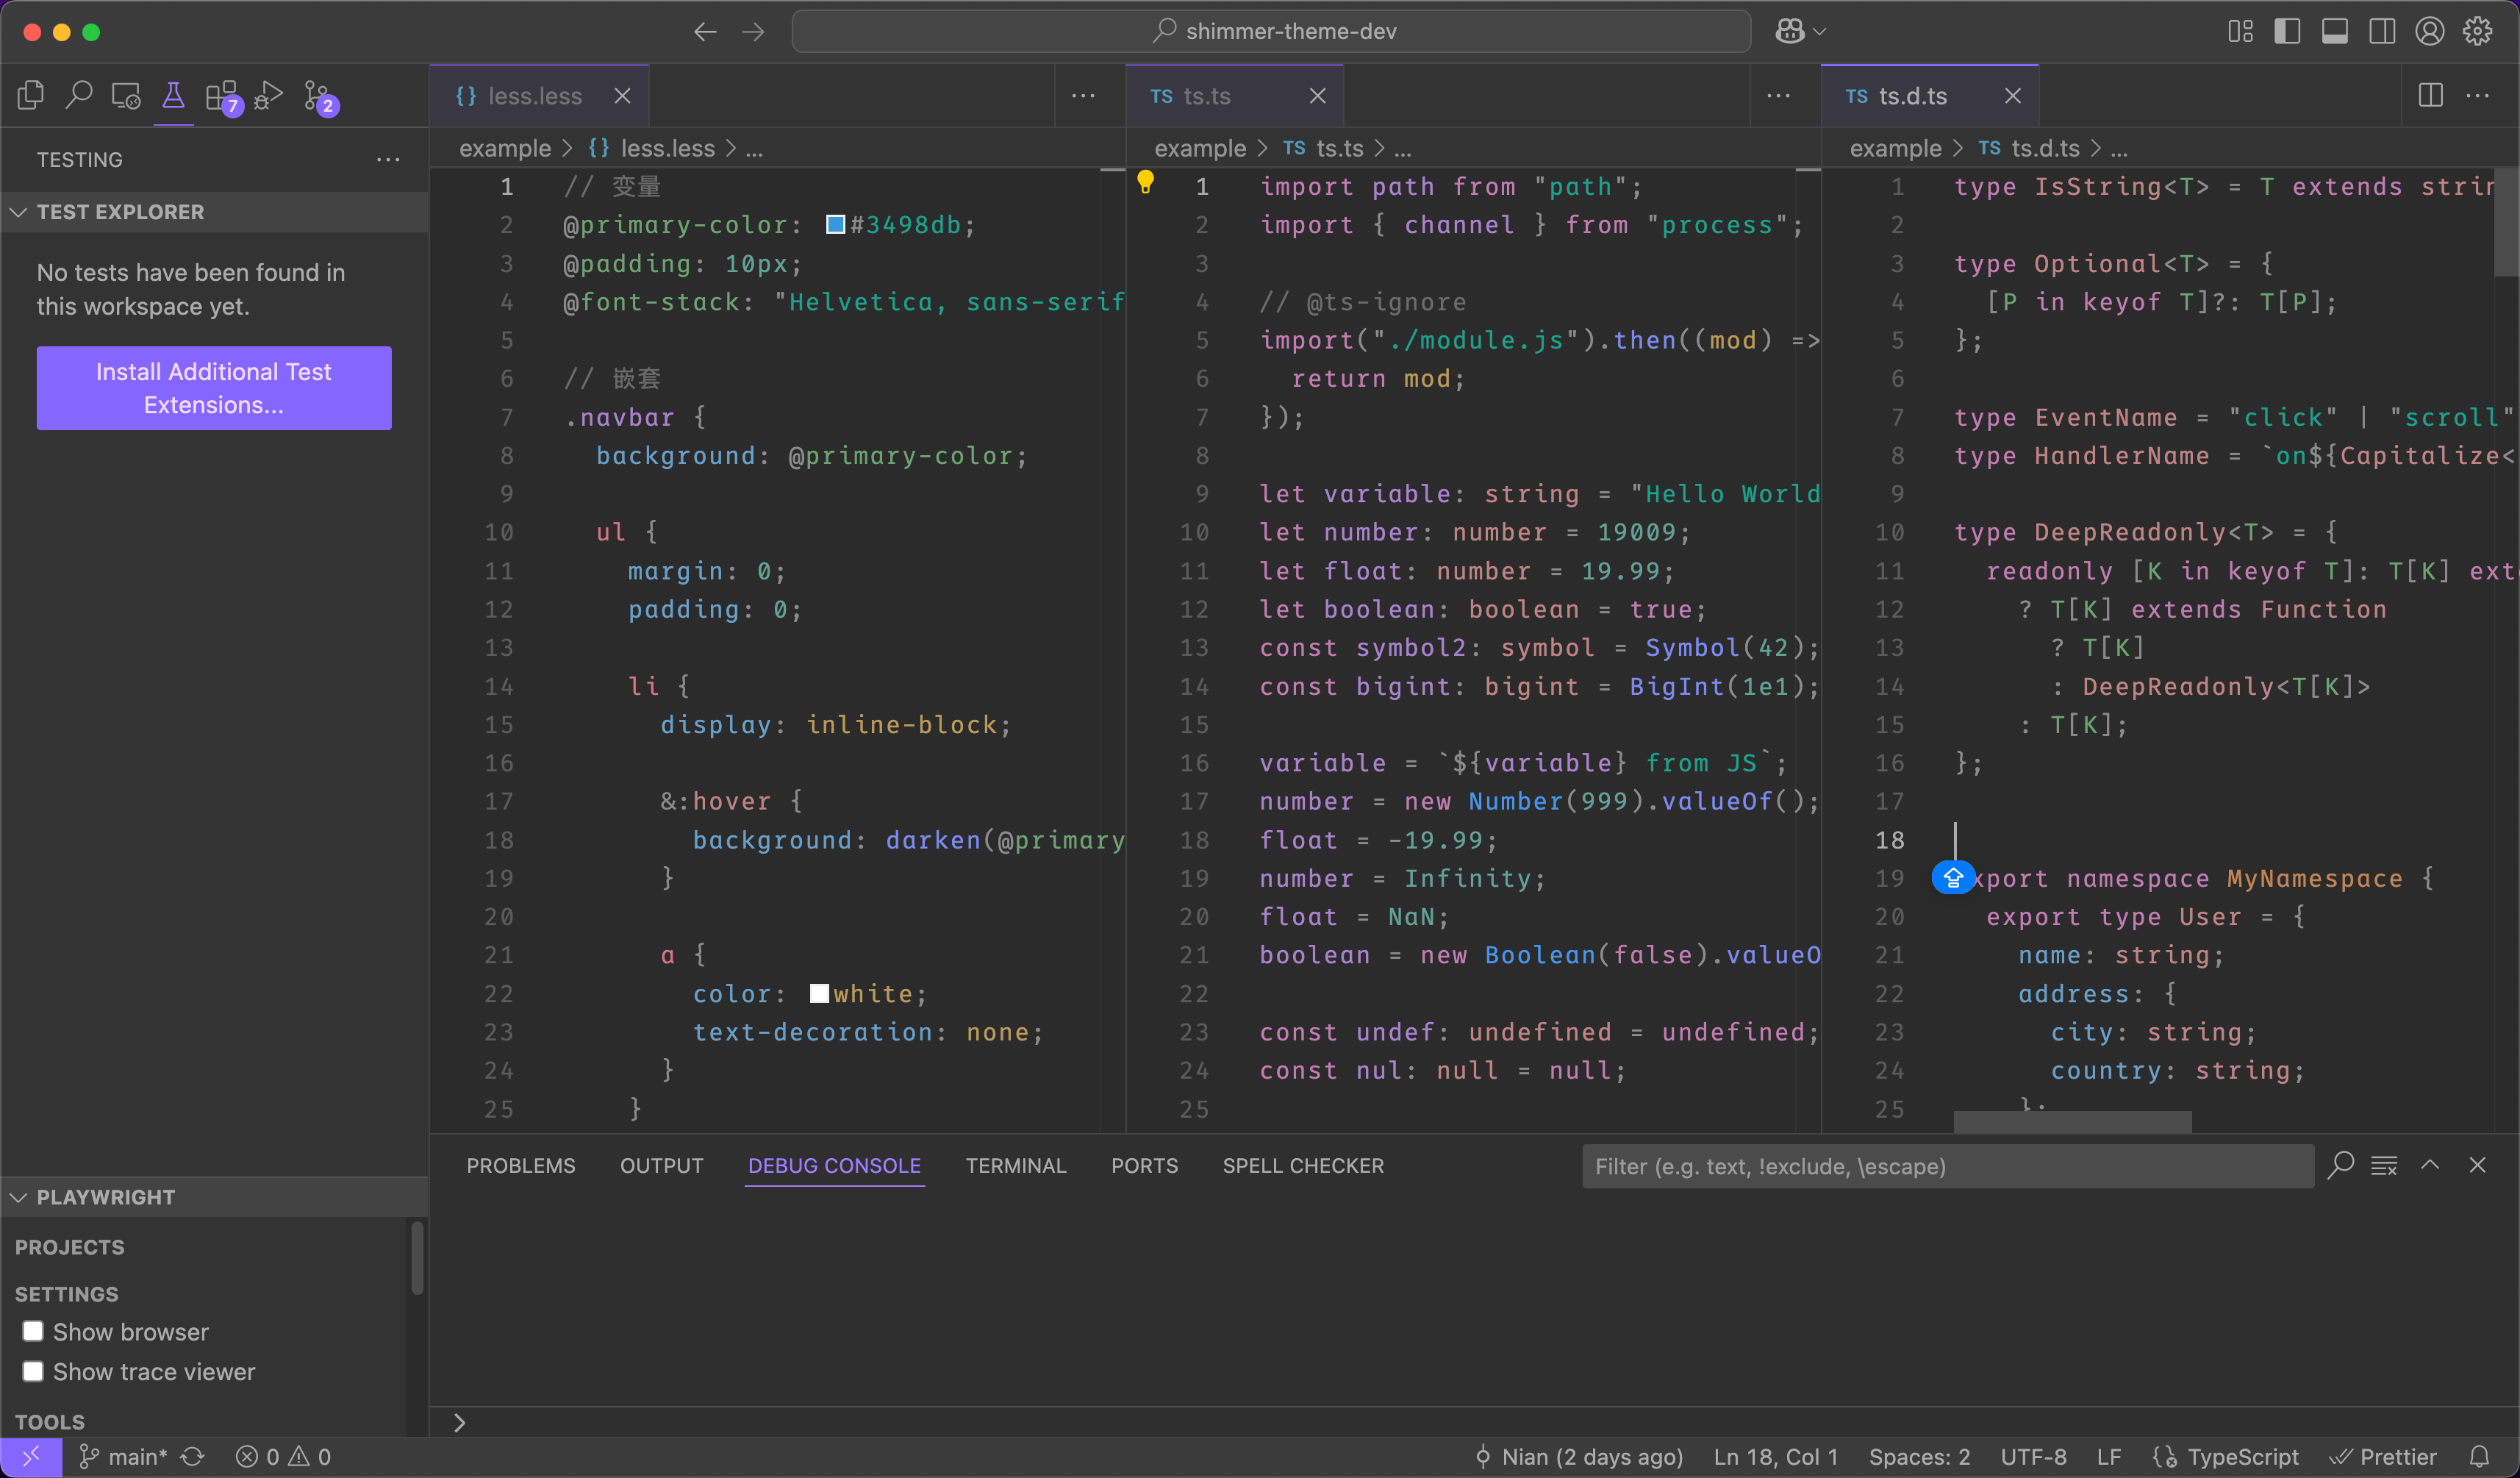 shimmer-theme-dev
7
2
TESTING
TEST EXPLORER
No tests have been found in
this workspace yet.
Install Additional Test
Extensions...
PLAYWRIGHT
PROJECTS
SETTINGS
Show browser
Show trace viewer
TOOLS
{} less.less
example > {} less.less > ...
1 // 变量
2 @primary-color: #3498db;
3 @padding: 10px;
4 @font-stack: "Helvetica, sans-serif
5
6 // 嵌套
7 .navbar {
8 background: @primary-color;
9
10 ul {
11 margin: 0;
12 padding: 0;
13
14 li {
15 display: inline-block;
16
17 &:hover {
18 background: darken(@primary
19 }
20
21 a {
22 color: white;
23 text-decoration: none;
24 }
25 }
TS ts.ts
example > TS ts.ts > ...
1 import path from "path";
2 import { channel } from "process";
3
4 // @ts-ignore
5 import("./module.js").then((mod) =>
6 return mod;
7 });
8
9 let variable: string = "Hello World
10 let number: number = 19009;
11 let float: number = 19.99;
12 let boolean: boolean = true;
13 const symbol2: symbol = Symbol(42);
14 const bigint: bigint = BigInt(1e1);
15
16 variable = `${variable} from JS`;
17 number = new Number(999).valueOf();
18 float = -19.99;
19 number = Infinity;
20 float = NaN;
21 boolean = new Boolean(false).valueO
22
23 const undef: undefined = undefined;
24 const nul: null = null;
25
TS ts.d.ts
example > TS ts.d.ts > ...
1 type IsString<T> = T extends strin
2
3 type Optional<T> = {
4 [P in keyof T]?: T[P];
5 };
6
7 type EventName = "click" | "scroll"
8 type HandlerName = `on${Capitalize<
9
10 type DeepReadonly<T> = {
11 readonly [K in keyof T]: T[K] ext
12 ? T[K] extends Function
13 ? T[K]
14 : DeepReadonly<T[K]>
15 : T[K];
16 };
17
18
19 xport namespace MyNamespace {
20 export type User = {
21 name: string;
22 address: {
23 city: string;
24 country: string;
25 };
PROBLEMS OUTPUT DEBUG CONSOLE TERMINAL PORTS SPELL CHECKER
Filter (e.g. text, !exclude, \escape)
main* 0 0
Nian (2 days ago) Ln 18, Col 1 Spaces: 2 UTF-8 LF TypeScript Prettier